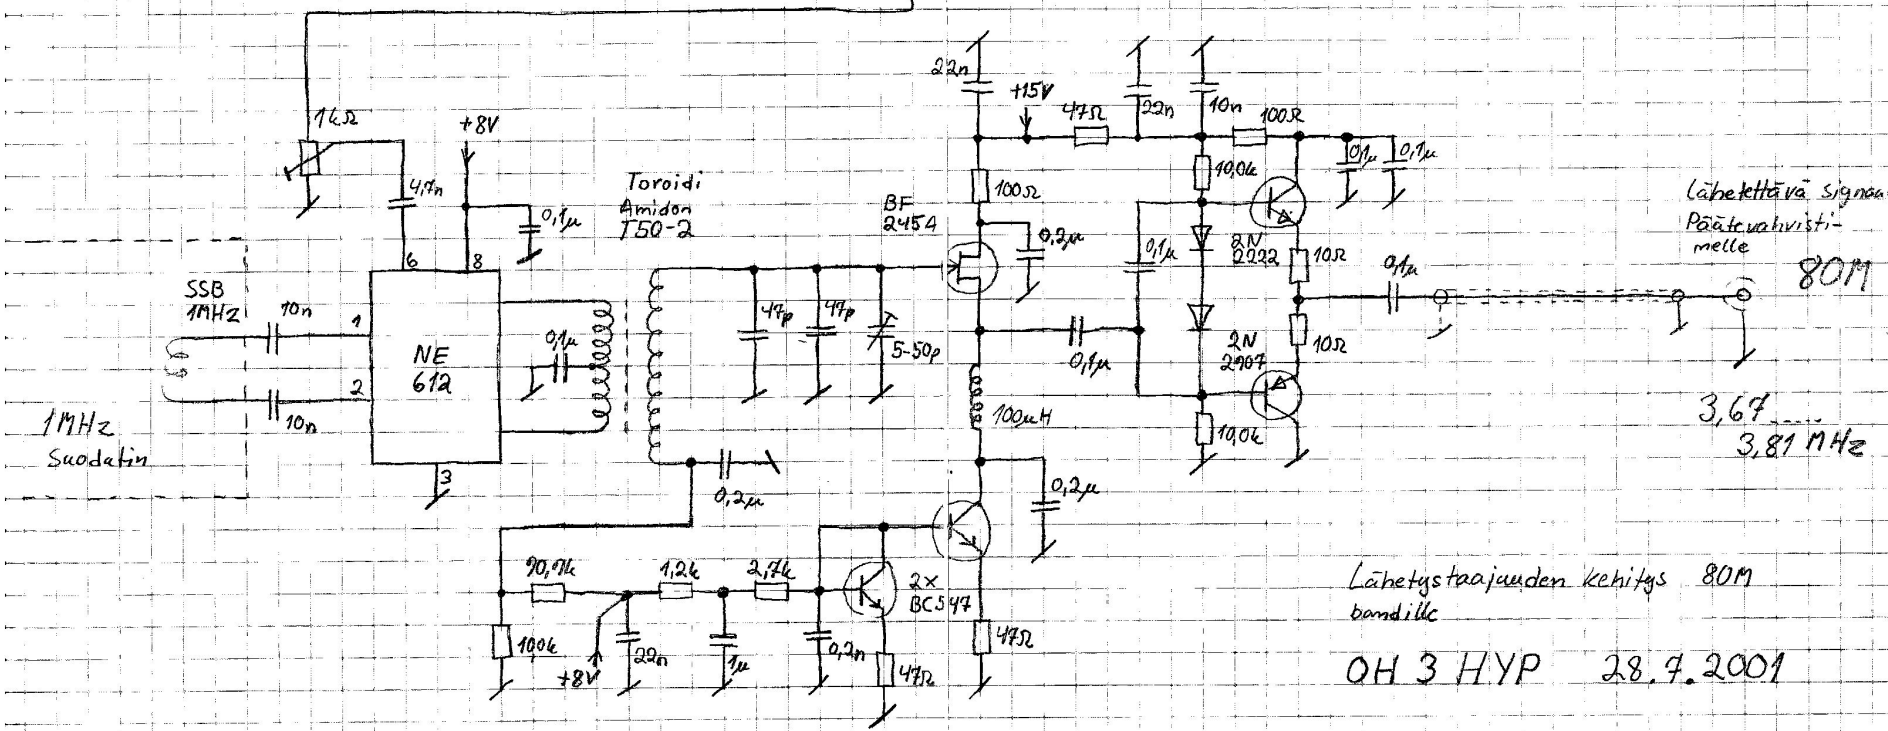 1kΩ
+8V
4,7n
0,1µ
Toroidi
Amidon
T50-2
6
8
SSB
1MHz
10n
1
2
10n
NE
612
3
0,1µ
1MHz
Suodatin
47p
47p
5-50p
0,2µ
22n
+15V
47Ω
22n
10n
100Ω
0,1µ
0,1µ
100Ω
BF
245A
0,2µ
10,0k
0,1µ
2N
2222
10Ω
0,1µ
0,1µ
2N
2907
10Ω
10,0k
100µH
0,2µ
Lähetettävä signaa
Päätevahvisti-
melle
80M
3,67.....
3,81 MHz
1,2k
2,7k
2x
BC547
100k
+8V
22n
1µ
47Ω
47Ω
Lähetystaajuuden kehitys 80M
bandille
OH 3 HYP 28.7.2001